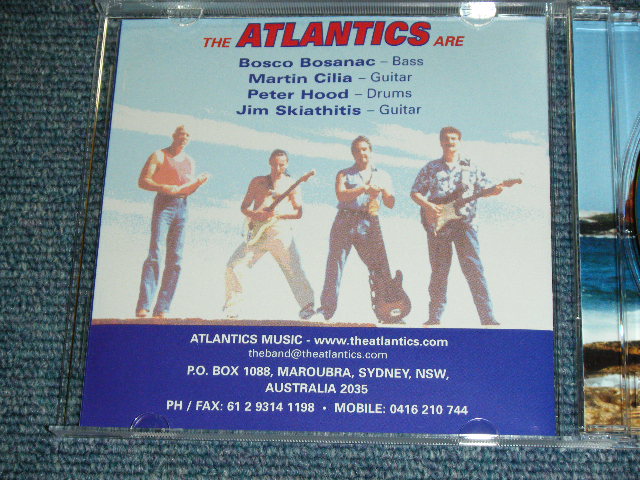 THE ATLANTICS ARE
Bosco Bosanac – Bass
Martin Cilia – Guitar
Peter Hood – Drums
Jim Skiathitis – Guitar
ATLANTICS MUSIC - www.theatlantics.com
theband@theatlantics.com
P.O. BOX 1088, MAROUBRA, SYDNEY, NSW,
AUSTRALIA 2035
PH / FAX: 61 2 9314 1198 • MOBILE: 0416 210 744